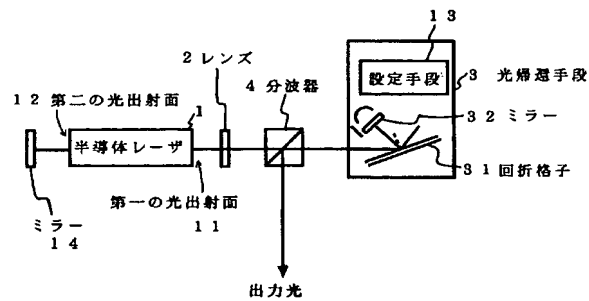 13
設定手段
3 光帰還手段
32 ミラー
31 回折格子
2 レンズ
4 分波器
12 第二の光出射面
1
半導体レーザ
第一の光出射面
11
ミラー
14
出力光